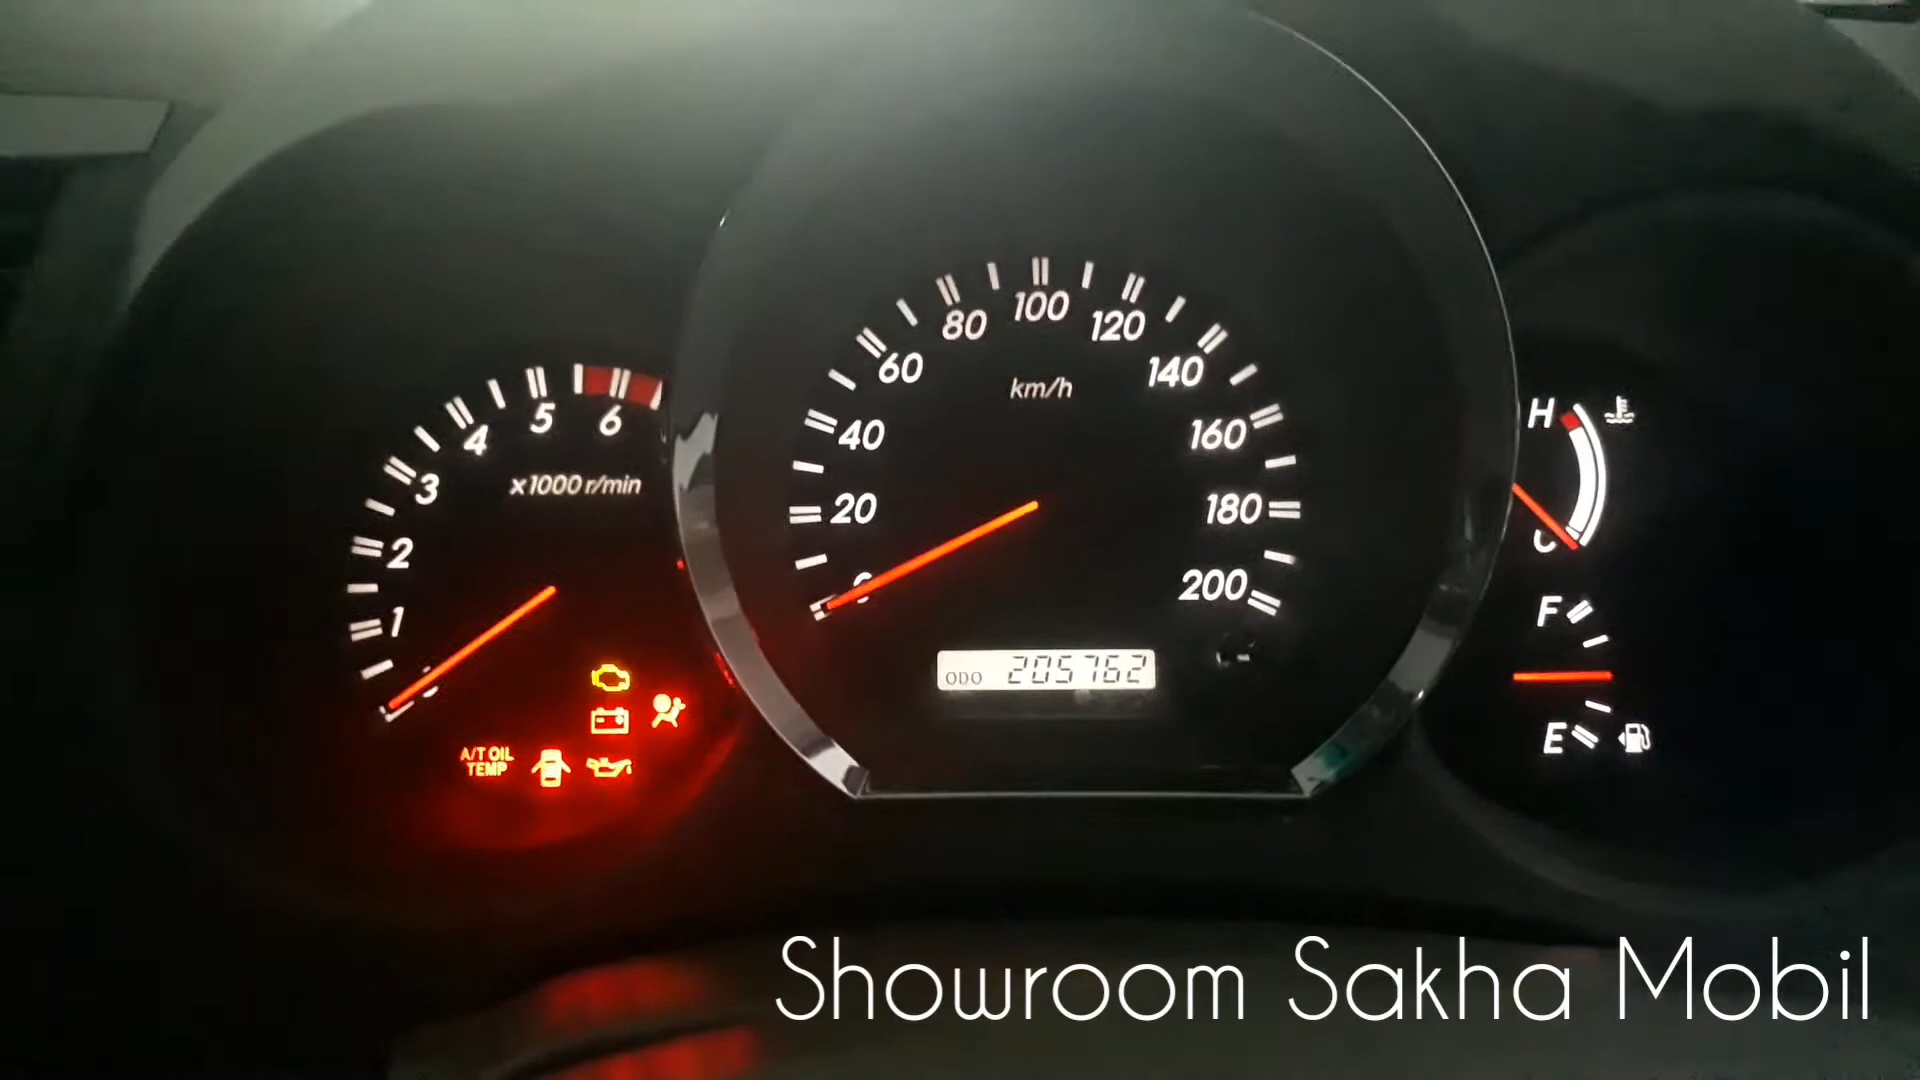 80 100 120
60 140
km/h
40 160
20 180
0 200
ODO 205762
1 2 3 4 5 6
x1000 r/min
A/T OIL
TEMP
H
C
F
E
Showroom Sakha Mobil